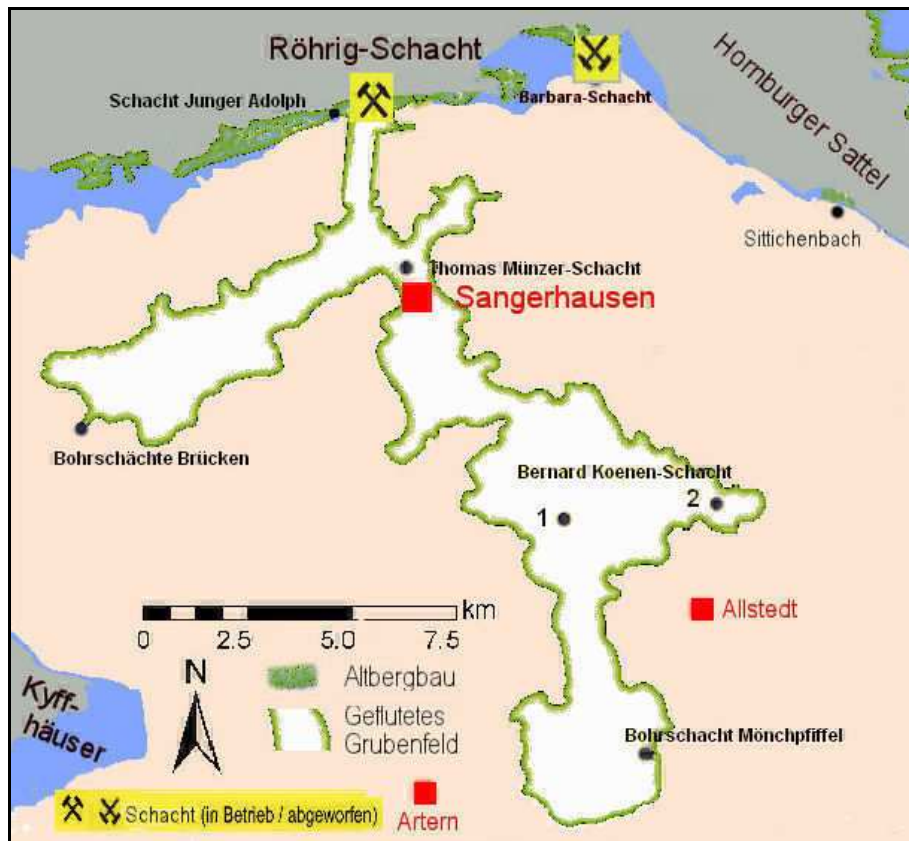 Röhrig-Schacht
Hornburger Sattel
Schacht Junger Adolph
Barbara-Schacht
Sittichenbach
Thomas Münzer-Schacht
Sangerhausen
Bohrschächte Brücken
Bernard Koenen-Schacht
1
2
km
0 2.5 5.0 7.5
Allstedt
N
Altbergbau
Geflutetes
Grubenfeld
Kyff-
häuser
Bohrschacht Mönchpfiffel
Schacht (in Betrieb / abgeworfen)
Artern